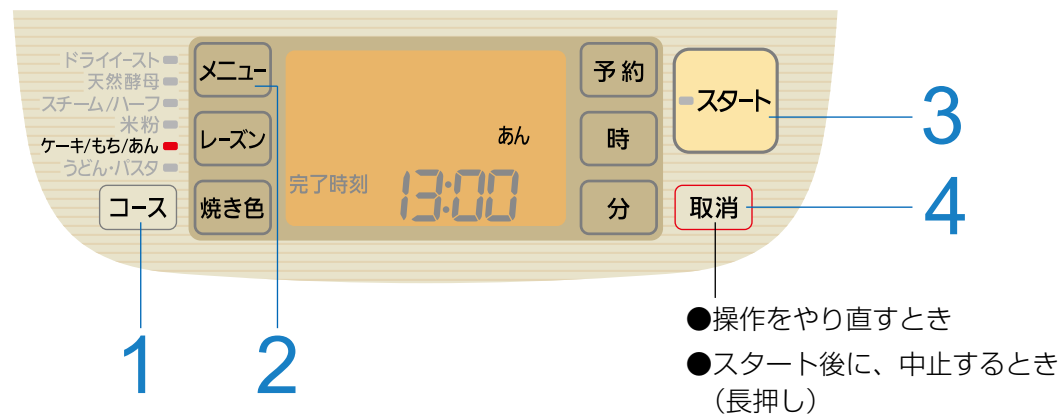 ドライイースト
天然酵母
スチーム/ハーフ
米粉
ケーキ/もち/あん
うどん・パスタ
コース
メニュー
レーズン
焼き色
あん
完了時刻
13:00
予約
時
分
スタート
取消
1
2
3
4
●操作をやり直すとき
●スタート後に、中止するとき
（長押し）